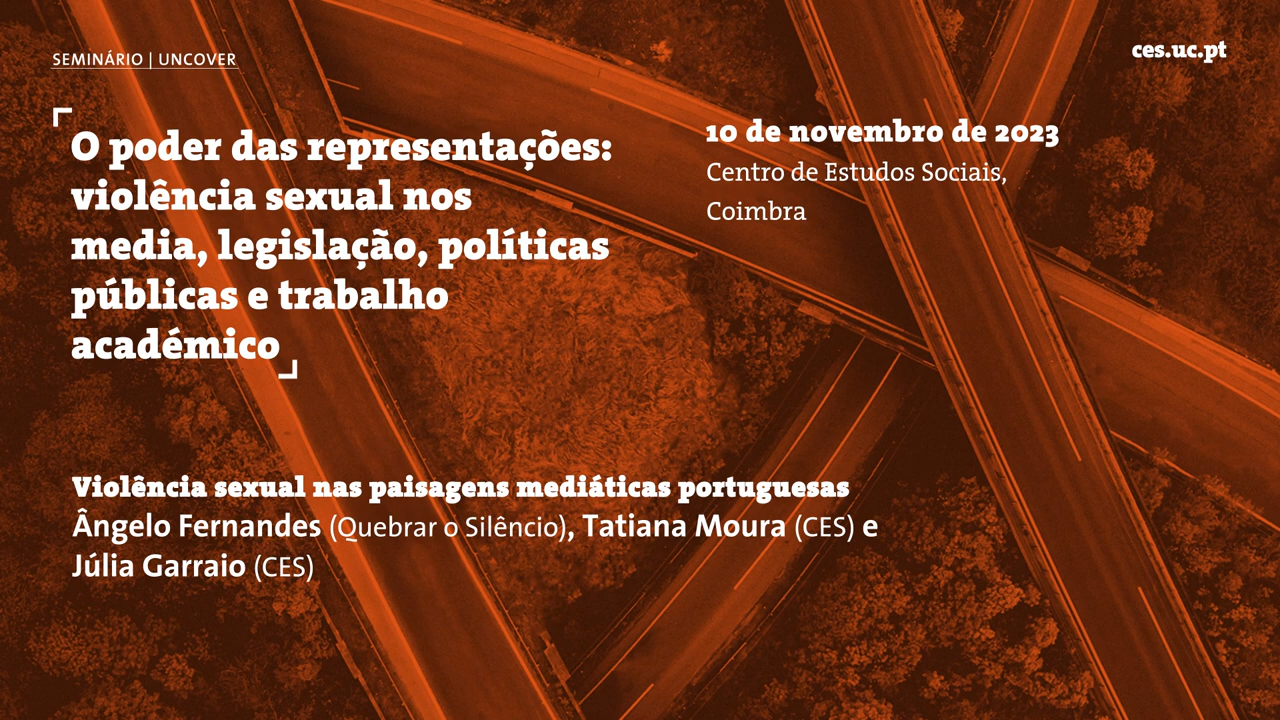 SEMINÁRIO | UNCOVER
ces.uc.pt
O poder das representações:
violência sexual nos
media, legislação, políticas
públicas e trabalho
académico
10 de novembro de 2023
Centro de Estudos Sociais,
Coimbra
Violência sexual nas paisagens mediáticas portuguesas
Ângelo Fernandes (Quebrar o Silêncio), Tatiana Moura (CES) e
Júlia Garraio (CES)